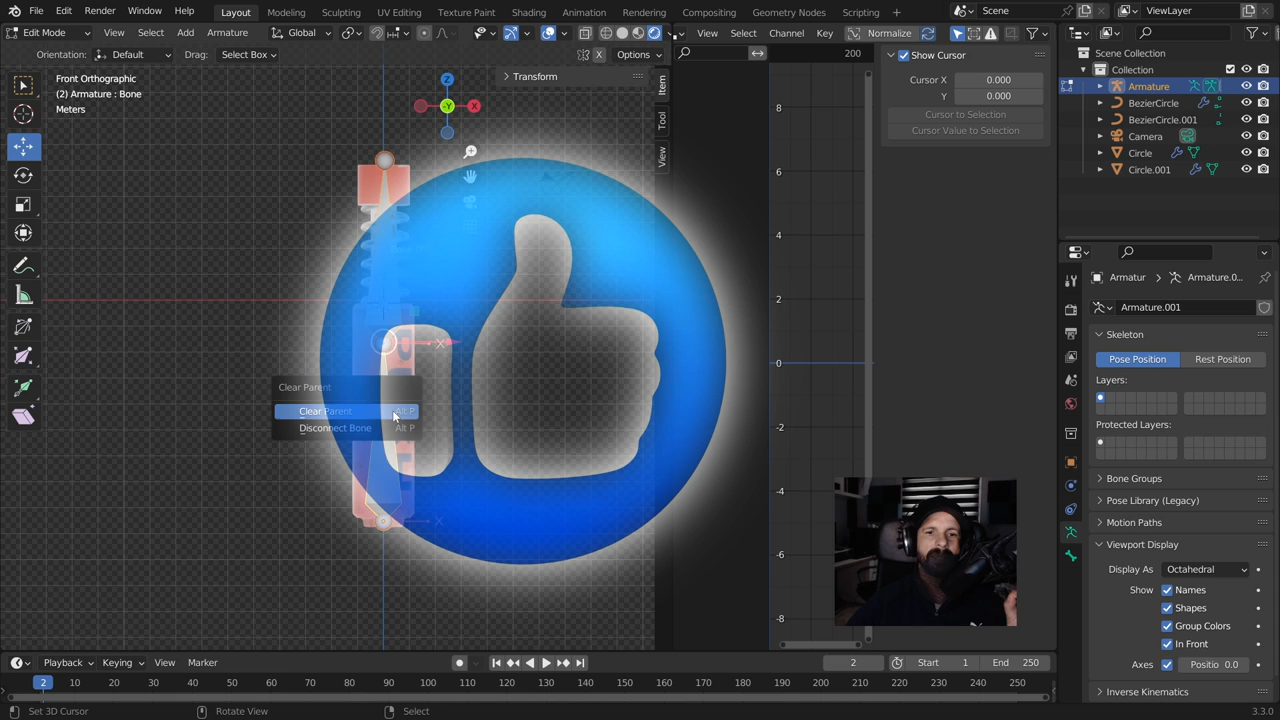 File Edit Render Window Help Layout Modeling Sculpting UV Editing Texture Paint Shading Animation Rendering Compositing Geometry Nodes Scripting Scene ViewLayer
Edit Mode View Select Add Armature Global View Select Channel Key Normalize
Orientation: Default Drag: Select Box X Options 200 Show Cursor Scene Collection
Front Orthographic Transform Cursor X 0.000 Collection
(2) Armature : Bone Y 0.000 Armature
Meters Cursor to Selection BezierCircle
Cursor Value to Selection BezierCircle.001
Camera
Circle
Circle.001
Item
Tool
View
Z
-Y X
8
6
4
2
0
-2
-4
-6
-8
X
X
Clear Parent
Clear Parent Alt P
Disconnect Bone Alt P
Armatur Armature.0...
Armature.001
Skeleton
Pose Position Rest Position
Layers:
Protected Layers:
Bone Groups
Pose Library (Legacy)
Motion Paths
Viewport Display
Display As Octahedral
Show Names
Shapes
Group Colors
In Front
Axes Positio 0.0
Inverse Kinematics
Playback Keying View Marker 2 Start 1 End 250
2 10 20 30 40 50 60 70 80 90 100 110 120 130 140 150 160 170 180 190 200 210 220 230 240 250
Set 3D Cursor Rotate View Select 3.3.0